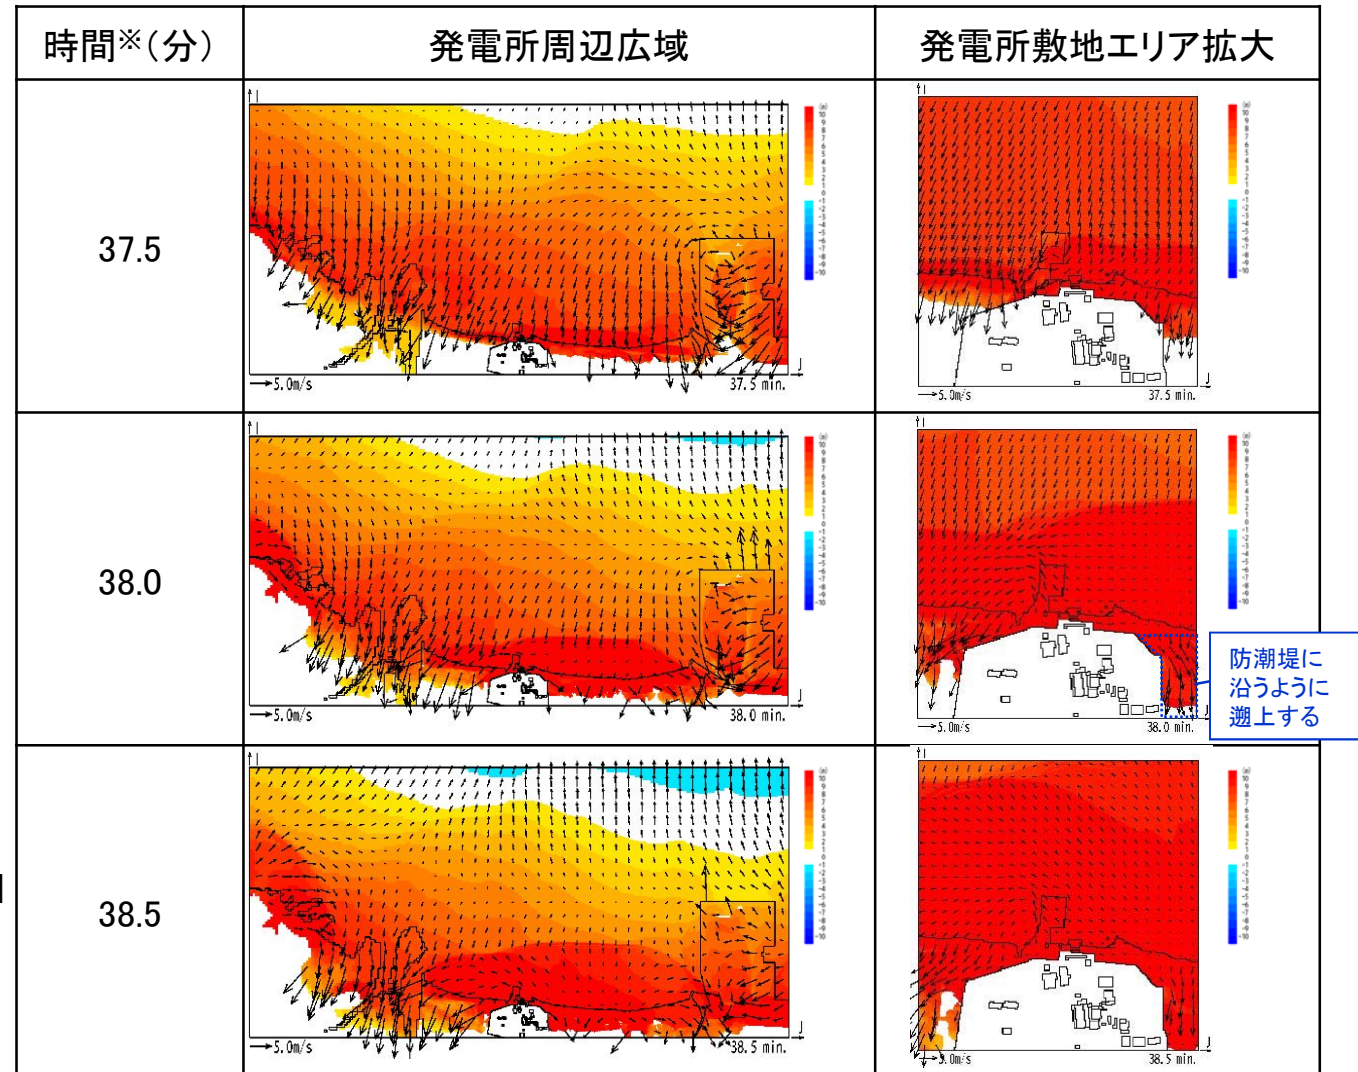 時間※(分)
発電所周辺広域
発電所敷地エリア拡大
37.5
5.0m/s
37.5 min.
J
I
5.0m/s
37.5 min.
J
38.0
5.0m/s
38.0 min.
J
I
5.0m/s
38.0 min.
J
防潮堤に
沿うように
遡上する
38.5
5.0m/s
38.5 min.
J
I
5.0m/s
38.5 min.
J